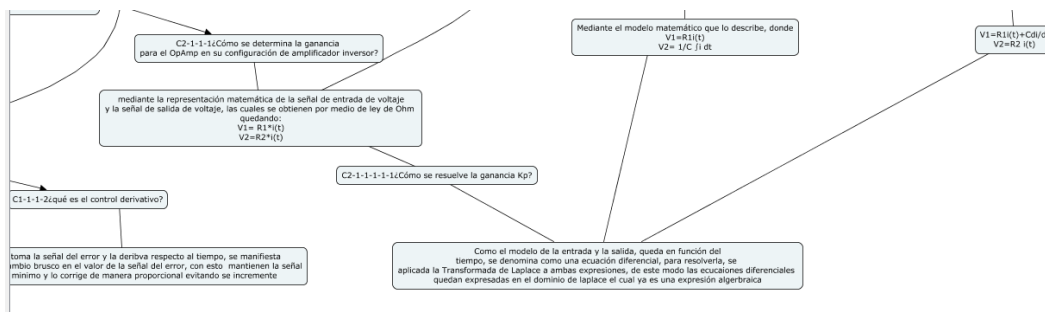 C2-1-1-1¿Cómo se determina la ganancia
para el OpAmp en su configuración de amplificador inversor?
Mediante el modelo matemático que lo describe, donde
V1=R1i(t)
V2= 1/C ∫i dt
V1=R1i(t)+Cdi/d
V2=R2 i(t)
mediante la representación matemática de la señal de entrada de voltaje
y la señal de salida de voltaje, las cuales se obtienen por medio de ley de Ohm
quedando:
V1= R1*i(t)
V2=R2*i(t)
C2-1-1-1-1-1¿Cómo se resuelve la ganancia Kp?
C1-1-1-2¿qué es el control derivativo?
toma la señal del error y la deribva respecto al tiempo, se manifiesta
mbio brusco en el valor de la señal del error, con esto mantienen la señal
minimo y lo corrige de manera proporcional evitando se incremente
Como el modelo de la entrada y la salida, queda en función del
tiempo, se denomina como una ecuación diferencial, para resolverla, se
aplicada la Transformada de Laplace a ambas expresiones, de este modo las ecucaiones diferenciales
quedan expresadas en el dominio de laplace el cual ya es una expresión algerbraica